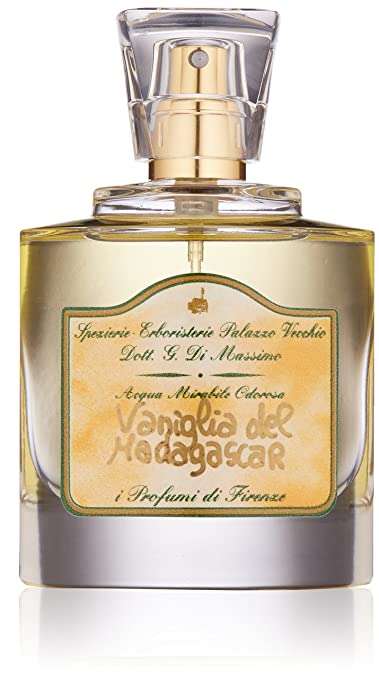 Spezierie-Erboristerie Palazzo Vecchio
Dott. G. Di Massimo
Acqua Mirabile Odorosa
Vaniglia del
Madagascar
i Profumi di Firenze